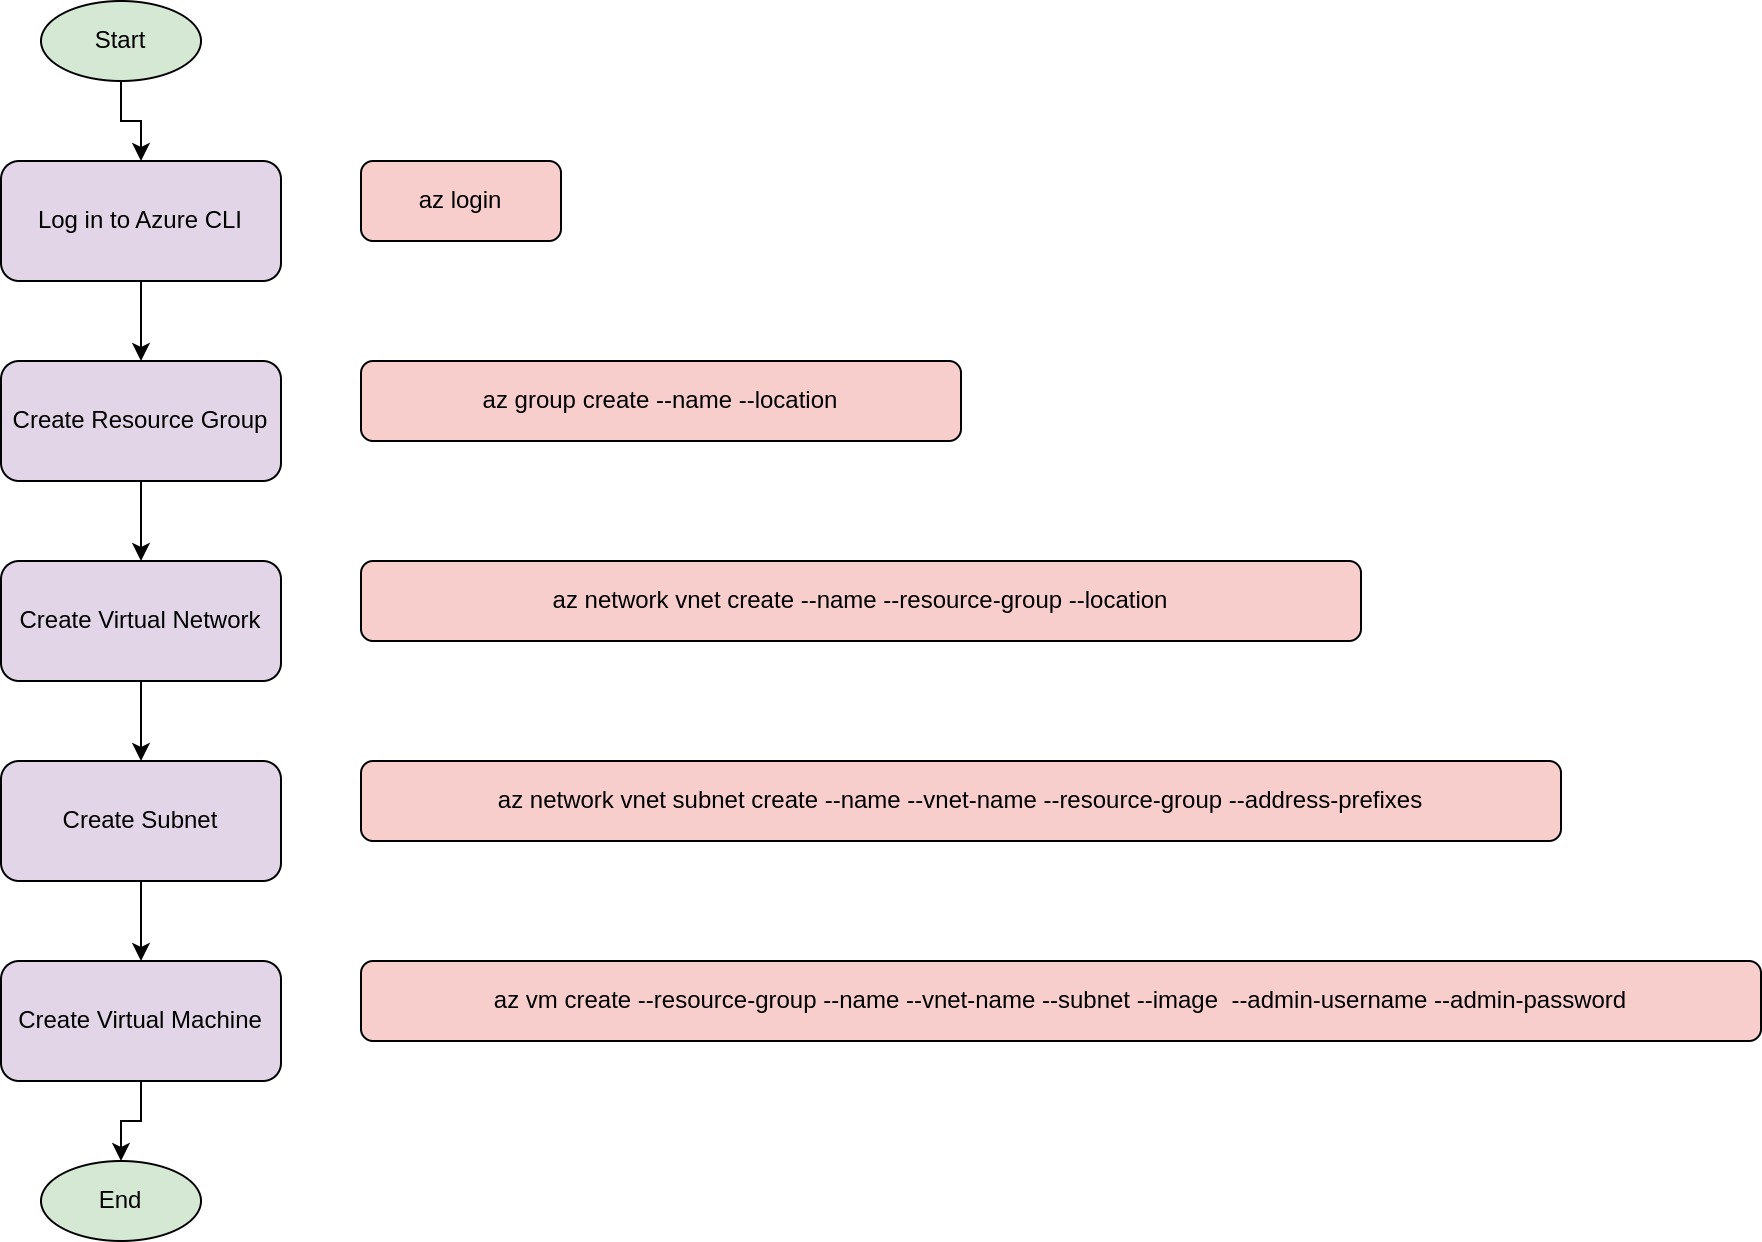 Start
Log in to Azure CLI
az login
Create Resource Group
az group create --name --location
Create Virtual Network
az network vnet create --name --resource-group --location
Create Subnet
az network vnet subnet create --name --vnet-name --resource-group --address-prefixes
Create Virtual Machine
az vm create --resource-group --name --vnet-name --subnet --image  --admin-username --admin-password
End